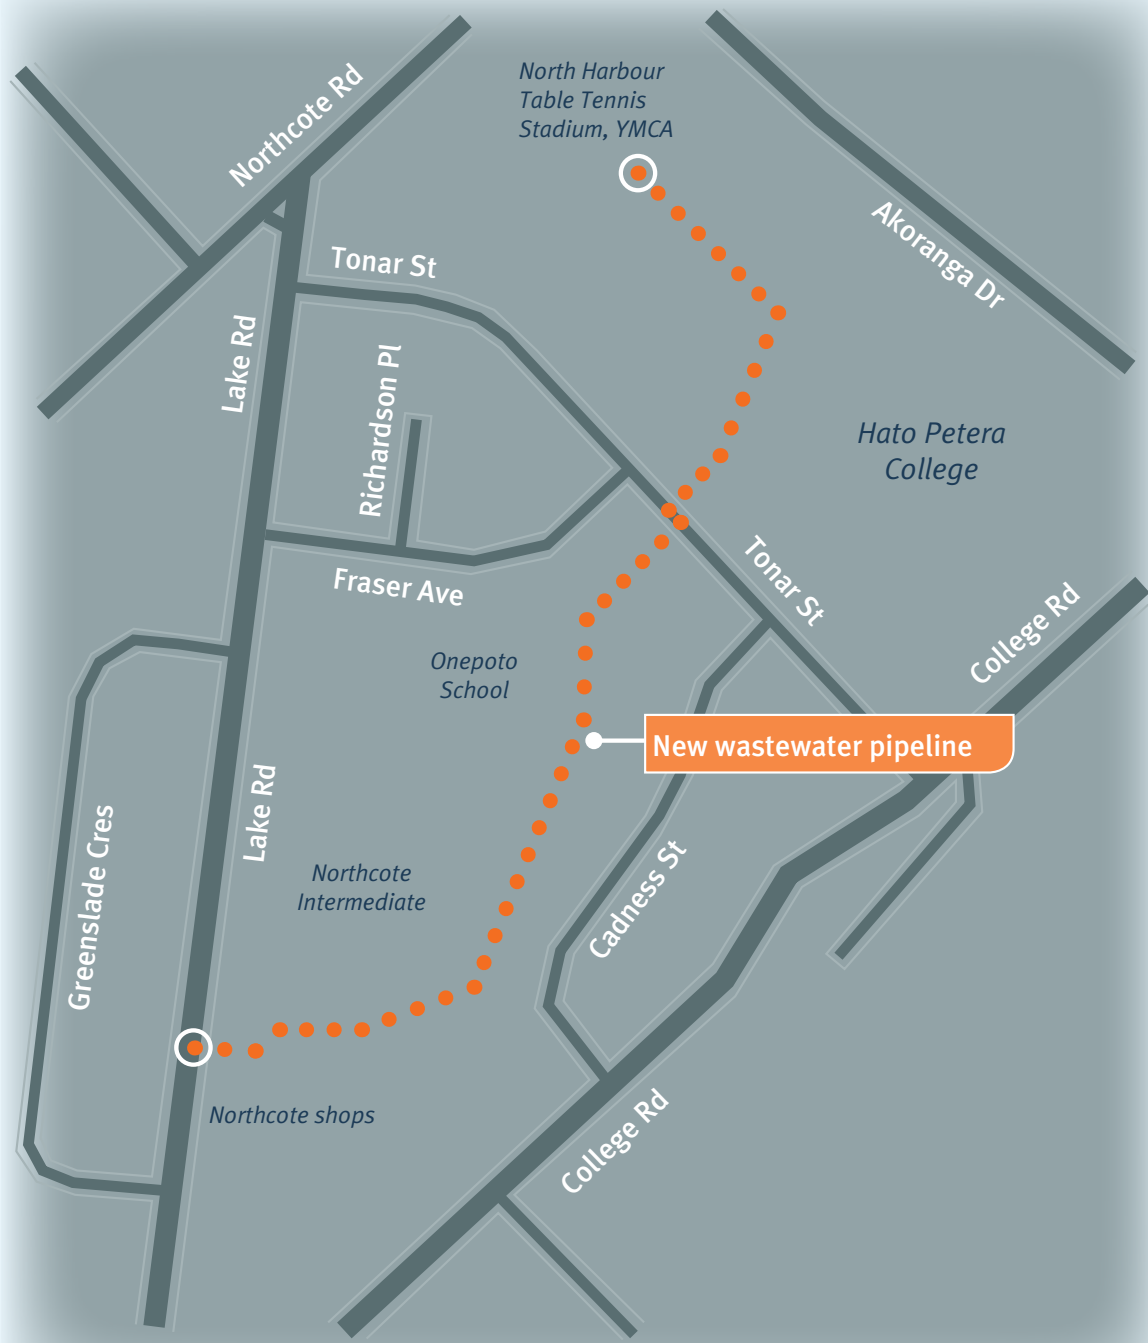 North Harbour
Table Tennis
Stadium, YMCA
Northcote Rd
Akoranga Dr
Tonar St
Lake Rd
Richardson Pl
Hato Petera
College
Tonar St
Fraser Ave
College Rd
Onepoto
School
New wastewater pipeline
Lake Rd
Greenslade Cres
Northcote
Intermediate
Cadness St
Northcote shops
College Rd